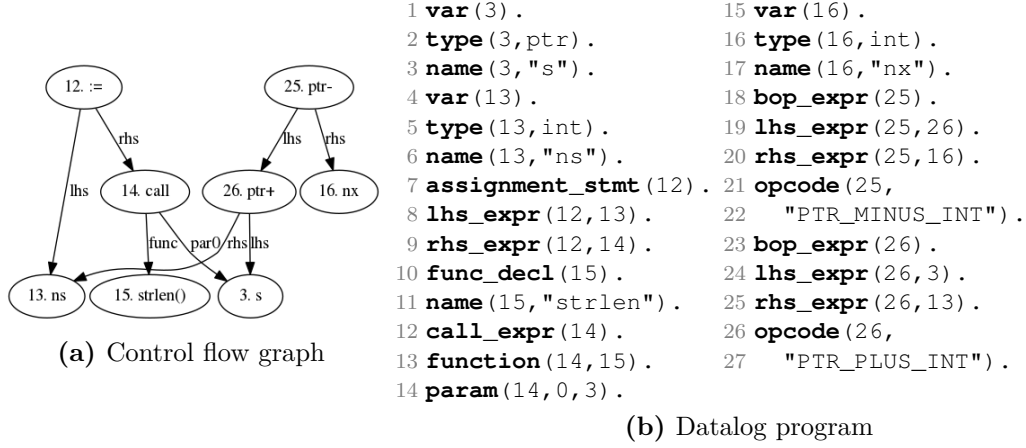 12. :=
25. ptr-
rhs
lhs
rhs
lhs
14. call
26. ptr+
16. nx
func
par0
rhs
lhs
13. ns
15. strlen()
3. s
(a) Control flow graph
1 var(3).
2 type(3,ptr).
3 name(3,"s").
4 var(13).
5 type(13,int).
6 name(13,"ns").
7 assignment_stmt(12).
8 lhs_expr(12,13).
9 rhs_expr(12,14).
10 func_decl(15).
11 name(15,"strlen").
12 call_expr(14).
13 function(14,15).
14 param(14,0,3).
15 var(16).
16 type(16,int).
17 name(16,"nx").
18 bop_expr(25).
19 lhs_expr(25,26).
20 rhs_expr(25,16).
21 opcode(25,
22 "PTR_MINUS_INT").
23 bop_expr(26).
24 lhs_expr(26,3).
25 rhs_expr(26,13).
26 opcode(26,
27 "PTR_PLUS_INT").
(b) Datalog program